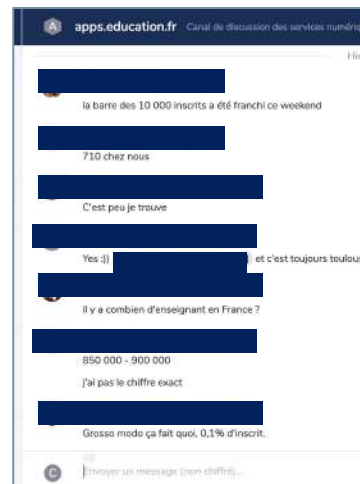 A apps.education.fr Canal de discussion des services numériq
Hie
la barre des 10 000 inscrits a été franchi ce weekend
710 chez nous
C'est peu je trouve
Yes :)) et c'est toujours toulous
il y a combien d'enseignant en France ?
850 000 - 900 000
j'ai pas le chiffre exact
Grosso modo ça fait quoi, 0,1% d'inscrit.
C Envoyer un message (non chiffré)...